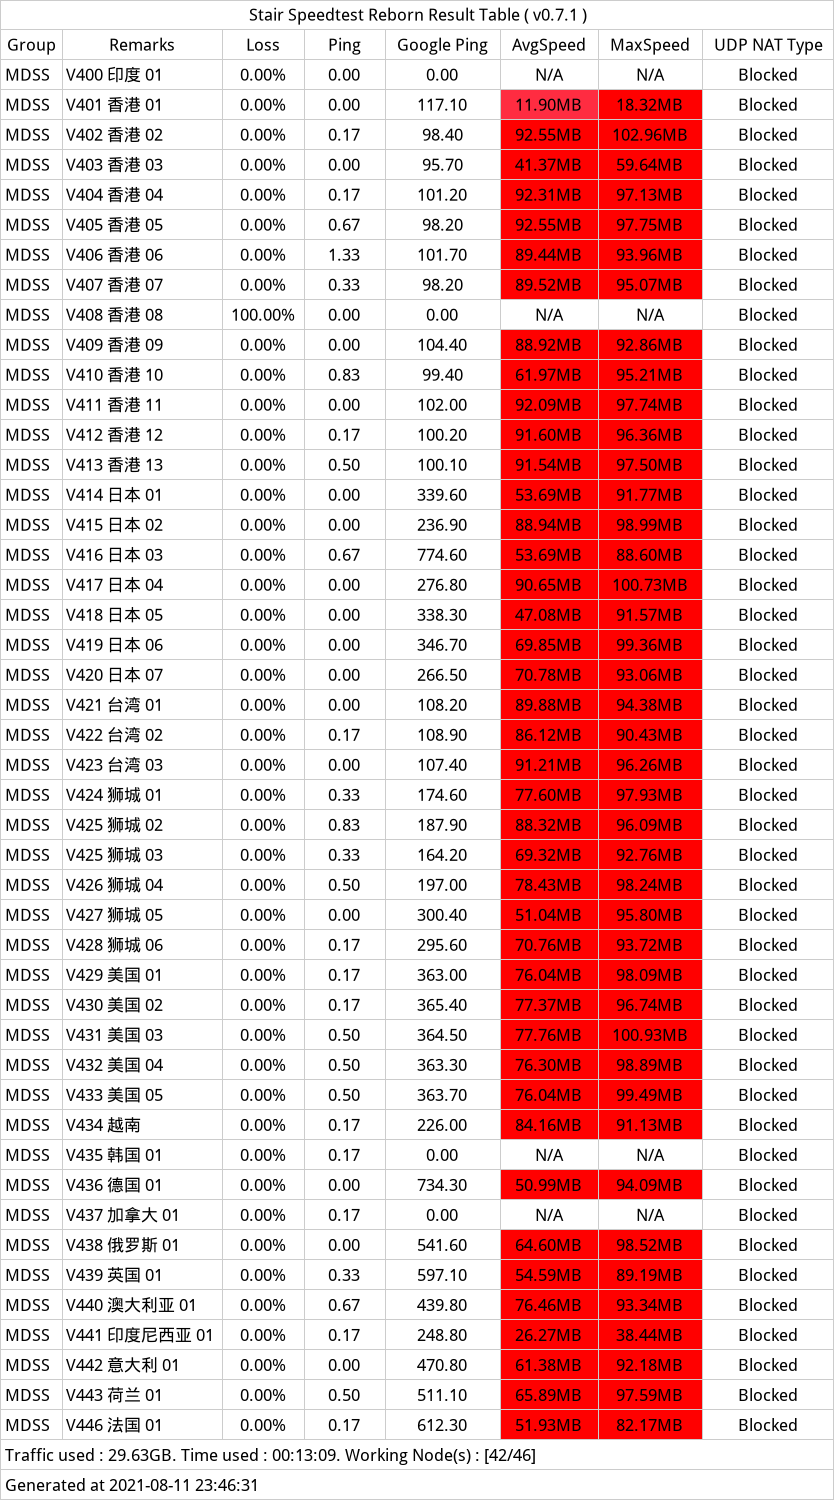 Stair Speedtest Reborn Result Table ( v0.7.1 )
Group Remarks Loss Ping Google Ping AvgSpeed MaxSpeed UDP NAT Type
MDSS V400 印度 01 0.00% 0.00 0.00 N/A N/A Blocked
MDSS V401 香港 01 0.00% 0.00 117.10 11.90MB 18.32MB Blocked
MDSS V402 香港 02 0.00% 0.17 98.40 92.55MB 102.96MB Blocked
MDSS V403 香港 03 0.00% 0.00 95.70 41.37MB 59.64MB Blocked
MDSS V404 香港 04 0.00% 0.17 101.20 92.31MB 97.13MB Blocked
MDSS V405 香港 05 0.00% 0.67 98.20 92.55MB 97.75MB Blocked
MDSS V406 香港 06 0.00% 1.33 101.70 89.44MB 93.96MB Blocked
MDSS V407 香港 07 0.00% 0.33 98.20 89.52MB 95.07MB Blocked
MDSS V408 香港 08 100.00% 0.00 0.00 N/A N/A Blocked
MDSS V409 香港 09 0.00% 0.00 104.40 88.92MB 92.86MB Blocked
MDSS V410 香港 10 0.00% 0.83 99.40 61.97MB 95.21MB Blocked
MDSS V411 香港 11 0.00% 0.00 102.00 92.09MB 97.74MB Blocked
MDSS V412 香港 12 0.00% 0.17 100.20 91.60MB 96.36MB Blocked
MDSS V413 香港 13 0.00% 0.50 100.10 91.54MB 97.50MB Blocked
MDSS V414 日本 01 0.00% 0.00 339.60 53.69MB 91.77MB Blocked
MDSS V415 日本 02 0.00% 0.00 236.90 88.94MB 98.99MB Blocked
MDSS V416 日本 03 0.00% 0.67 774.60 53.69MB 88.60MB Blocked
MDSS V417 日本 04 0.00% 0.00 276.80 90.65MB 100.73MB Blocked
MDSS V418 日本 05 0.00% 0.00 338.30 47.08MB 91.57MB Blocked
MDSS V419 日本 06 0.00% 0.00 346.70 69.85MB 99.36MB Blocked
MDSS V420 日本 07 0.00% 0.00 266.50 70.78MB 93.06MB Blocked
MDSS V421 台湾 01 0.00% 0.00 108.20 89.88MB 94.38MB Blocked
MDSS V422 台湾 02 0.00% 0.17 108.90 86.12MB 90.43MB Blocked
MDSS V423 台湾 03 0.00% 0.00 107.40 91.21MB 96.26MB Blocked
MDSS V424 狮城 01 0.00% 0.33 174.60 77.60MB 97.93MB Blocked
MDSS V425 狮城 02 0.00% 0.83 187.90 88.32MB 96.09MB Blocked
MDSS V425 狮城 03 0.00% 0.33 164.20 69.32MB 92.76MB Blocked
MDSS V426 狮城 04 0.00% 0.50 197.00 78.43MB 98.24MB Blocked
MDSS V427 狮城 05 0.00% 0.00 300.40 51.04MB 95.80MB Blocked
MDSS V428 狮城 06 0.00% 0.17 295.60 70.76MB 93.72MB Blocked
MDSS V429 美国 01 0.00% 0.17 363.00 76.04MB 98.09MB Blocked
MDSS V430 美国 02 0.00% 0.17 365.40 77.37MB 96.74MB Blocked
MDSS V431 美国 03 0.00% 0.50 364.50 77.76MB 100.93MB Blocked
MDSS V432 美国 04 0.00% 0.50 363.30 76.30MB 98.89MB Blocked
MDSS V433 美国 05 0.00% 0.50 363.70 76.04MB 99.49MB Blocked
MDSS V434 越南 0.00% 0.17 226.00 84.16MB 91.13MB Blocked
MDSS V435 韩国 01 0.00% 0.17 0.00 N/A N/A Blocked
MDSS V436 德国 01 0.00% 0.00 734.30 50.99MB 94.09MB Blocked
MDSS V437 加拿大 01 0.00% 0.17 0.00 N/A N/A Blocked
MDSS V438 俄罗斯 01 0.00% 0.00 541.60 64.60MB 98.52MB Blocked
MDSS V439 英国 01 0.00% 0.33 597.10 54.59MB 89.19MB Blocked
MDSS V440 澳大利亚 01 0.00% 0.67 439.80 76.46MB 93.34MB Blocked
MDSS V441 印度尼西亚 01 0.00% 0.17 248.80 26.27MB 38.44MB Blocked
MDSS V442 意大利 01 0.00% 0.00 470.80 61.38MB 92.18MB Blocked
MDSS V443 荷兰 01 0.00% 0.50 511.10 65.89MB 97.59MB Blocked
MDSS V446 法国 01 0.00% 0.17 612.30 51.93MB 82.17MB Blocked
Traffic used : 29.63GB. Time used : 00:13:09. Working Node(s) : [42/46]
Generated at 2021-08-11 23:46:31